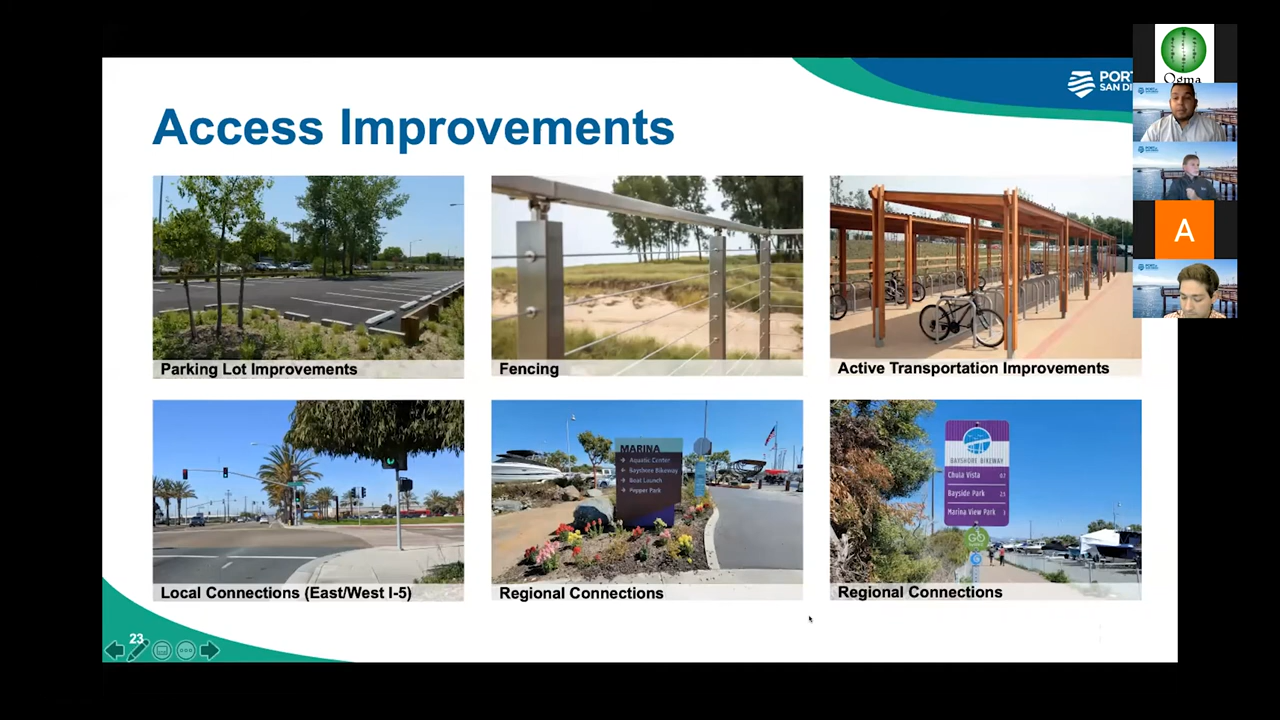 PORT
SAN DI
Access Improvements
Ogma
A
Parking Lot Improvements
Fencing
Active Transportation Improvements
MARINA
Aquatic Center
Bayshore Bikeway
Boat Launch
Pepper Park
BAYSHORE BIKEWAY
Chula Vista
Bayside Park
Marina View Park
Local Connections (East/West I-5)
Regional Connections
Regional Connections
23